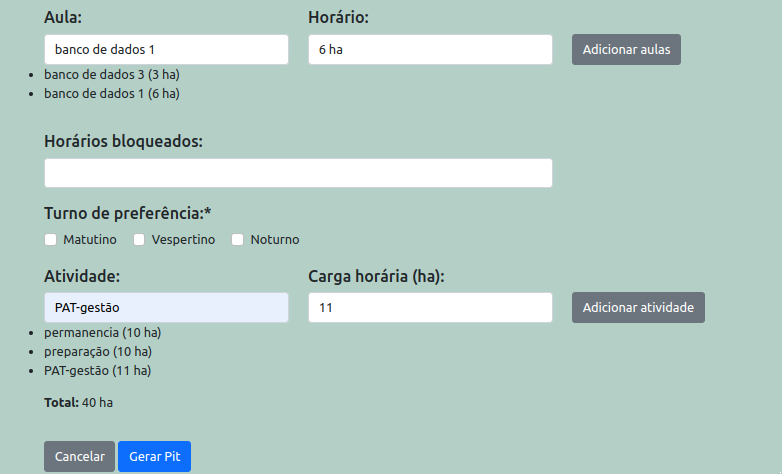 Aula: Horário:
banco de dados 1 6 ha Adicionar aulas
banco de dados 3 (3 ha)
banco de dados 1 (6 ha)
Horários bloqueados:
Turno de preferência:*
Matutino Vespertino Noturno
Atividade: Carga horária (ha):
PAT-gestão 11 Adicionar atividade
permanencia (10 ha)
preparação (10 ha)
PAT-gestão (11 ha)
Total: 40 ha
Cancelar Gerar Pit